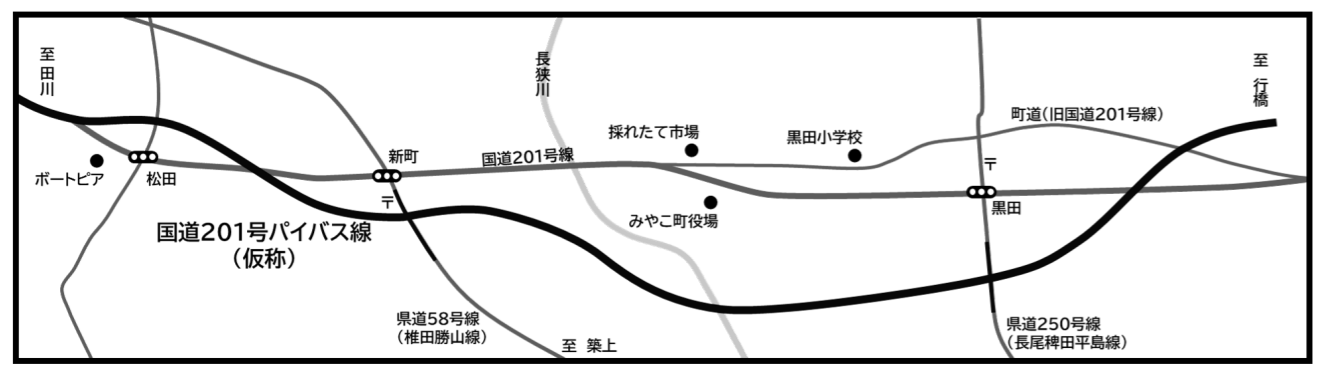 至 田川
長狭川
至 行橋
採れたて市場
黒田小学校
町道(旧国道201号線)
新町
国道201号線
〒
ボートピア
松田
〒
みやこ町役場
黒田
国道201号パイバス線
(仮称)
県道58号線
(椎田勝山線)
至 築上
県道250号線
(長尾稗田平島線)